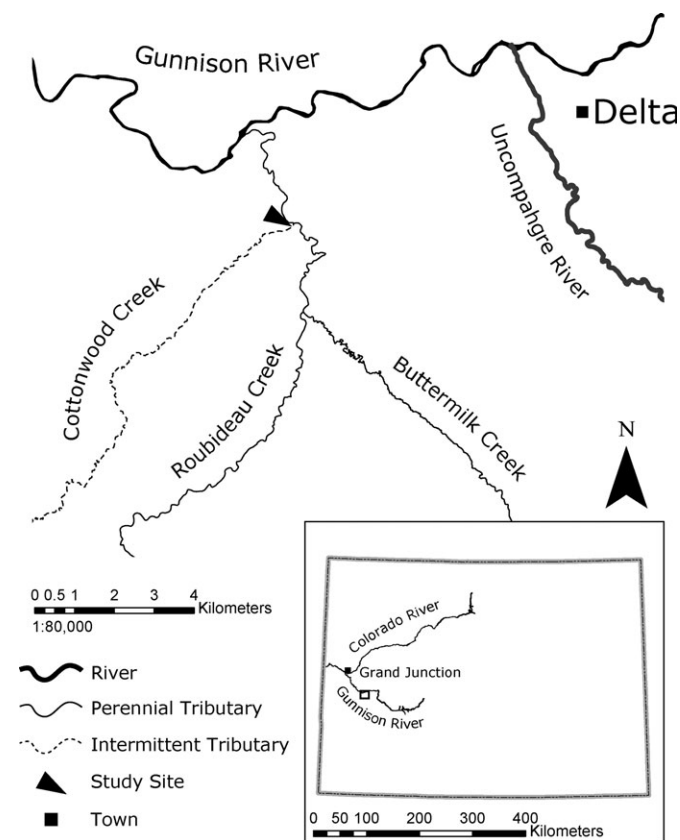 Gunnison River
Delta
Uncompahgre River
Cottonwood Creek
Roubideau Creek
Buttermilk Creek
N
0 0.5 1 2 3 4
Kilometers
1:80,000
River
Perennial Tributary
Intermittent Tributary
Study Site
Town
Colorado River
Grand Junction
Gunnison River
0 50 100 200 300 400
Kilometers